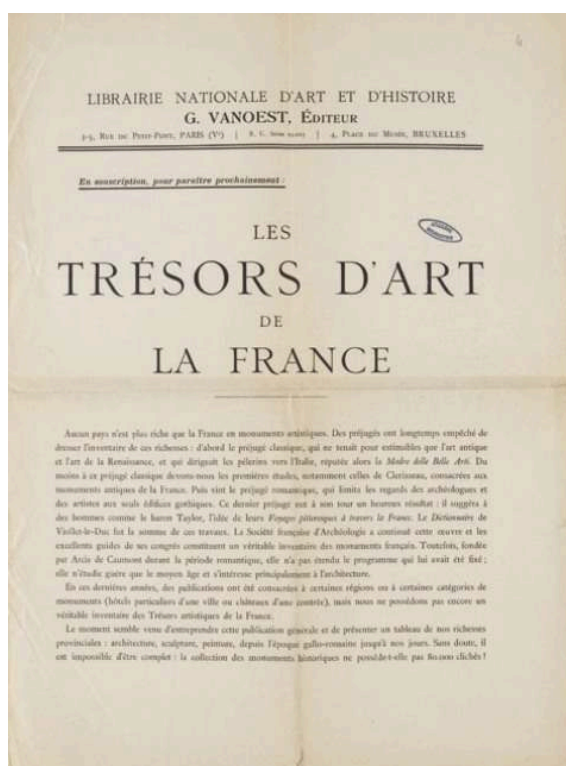 4
LIBRAIRIE NATIONALE D'ART ET D'HISTOIRE
G. VANOEST, ÉDITEUR
3-5, RUE DU PETIT-PONT, PARIS (Vᵉ) | R. C. Seine | 4, PLACE DU MUSÉE, BRUXELLES
En souscription, pour paraître prochainement :
LES
TRÉSORS D'ART
DE
LA FRANCE
Aucun pays n'est plus riche que la France en monuments artistiques. Des préjugés ont longtemps empêché de
dresser l'inventaire de ces richesses : d'abord le préjugé classique, qui ne tenait pour estimables que l'art antique
et l'art de la Renaissance, et qui dirigeait les pèlerins vers l'Italie, réputée alors la Madre delle Belle Arti. Du
moins à ce préjugé classique devons-nous les premières études, notamment celles de Clerisseau, consacrées aux
monuments antiques de la France. Puis vint le préjugé romantique, qui limita les regards des archéologues et
des artistes aux seuls édifices gothiques. Ce dernier préjugé eut à son tour un heureux résultat : il suggéra à
des hommes comme le baron Taylor, l'idée de leurs Voyages pittoresques à travers la France. Le Dictionnaire de
Viollet-le-Duc fut la somme de ces travaux. La Société française d'Archéologie a continué cette œuvre et les
excellents guides de ses congrès constituent un véritable inventaire des monuments français. Toutefois, fondée
par Arcis de Caumont durant la période romantique, elle n'a pas étendu le programme qui lui avait été fixé ;
elle n'étudie guère que le moyen âge et s'intéresse principalement à l'architecture.
En ces dernières années, des publications ont été consacrées à certaines régions ou à certaines catégories de
monuments (hôtels particuliers d'une ville ou châteaux d'une contrée), mais nous ne possédons pas encore un
véritable inventaire des Trésors artistiques de la France.
Le moment semble venu d'entreprendre cette publication générale et de présenter un tableau de nos richesses
provinciales : architecture, sculpture, peinture, depuis l'époque gallo-romaine jusqu'à nos jours. Sans doute, il
est impossible d'être complet : la collection des monuments historiques ne possède-t-elle pas 80.000 clichés !